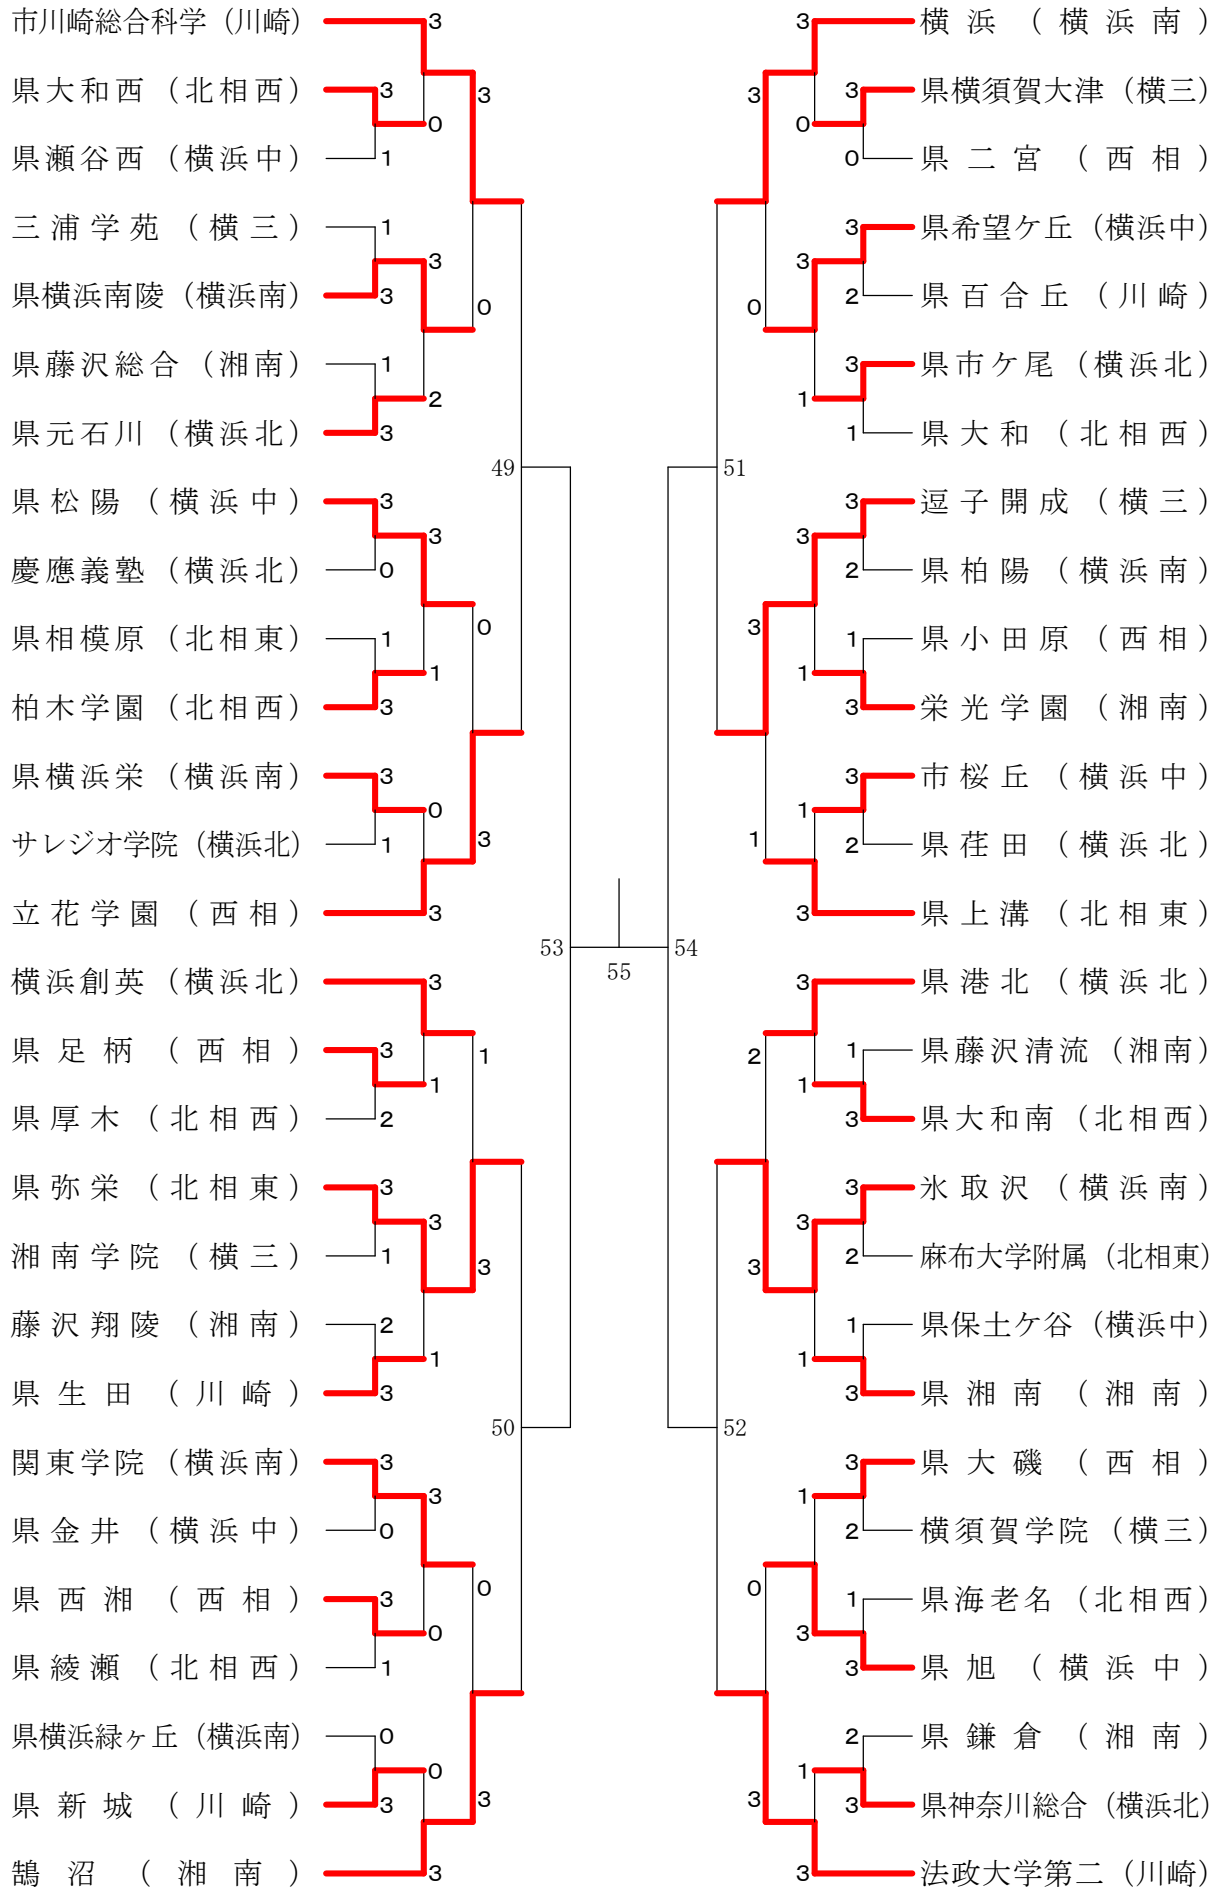 市川崎総合科学 (川崎) 3
3 横浜 (横浜南)
県大和西 (北相西) 3
3 3
3 県横須賀大津 (横三)
0 0
県瀬谷西 (横浜中) 1
0 県二宮 (西相)
三浦学苑 (横三) 1
3 県希望ケ丘 (横浜中)
3 3
県横浜南陵 (横浜南) 3
0 0
2 県百合丘 (川崎)
県藤沢総合 (湘南) 1
3 県市ケ尾 (横浜北)
2 1
県元石川 (横浜北) 3
1 県大和 (北相西)
49 51
県松陽 (横浜中) 3
3 逗子開成 (横三)
3 3
慶應義塾 (横浜北) 0
2 県柏陽 (横浜南)
0 3
県相模原 (北相東) 1
1 県小田原 (西相)
1 1
柏木学園 (北相西) 3
3 栄光学園 (湘南)
県横浜栄 (横浜南) 3
3 市桜丘 (横浜中)
0 1
サレジオ学院 (横浜北) 1
3 1
2 県荏田 (横浜北)
立花学園 (西相) 3
3 県上溝 (北相東)
53 54
55
横浜創英 (横浜北) 3
3 県港北 (横浜北)
県足柄 (西相) 3
1 2
1 県藤沢清流 (湘南)
1 1
県厚木 (北相西) 2
3 県大和南 (北相西)
県弥栄 (北相東) 3
3 氷取沢 (横浜南)
3 3
湘南学院 (横三) 1
3 3
2 麻布大学附属 (北相東)
藤沢翔陵 (湘南) 2
1 県保土ケ谷 (横浜中)
1 1
県生田 (川崎) 3
3 県湘南 (湘南)
50 52
関東学院 (横浜南) 3
3 県大磯 (西相)
3 1
県金井 (横浜中) 0
2 横須賀学院 (横三)
0 0
県西湘 (西相) 3
1 県海老名 (北相西)
0 3
県綾瀬 (北相西) 1
3 県旭 (横浜中)
県横浜緑ヶ丘 (横浜南) 0
2 県鎌倉 (湘南)
0 1
県新城 (川崎) 3
3 3
3 県神奈川総合 (横浜北)
鵠沼 (湘南) 3
3 法政大学第二 (川崎)